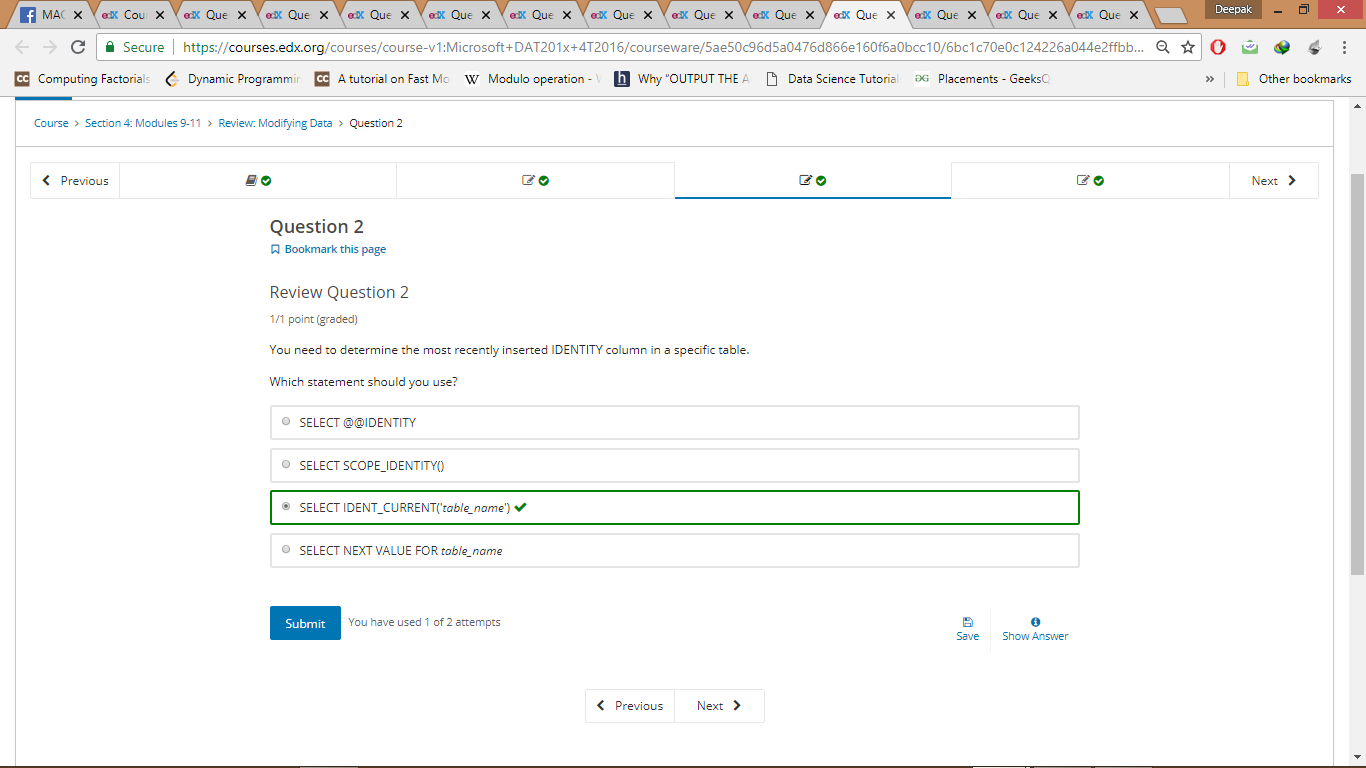 MAC
Cou
Que
Que
Que
Que
Que
Que
Que
Que
Que
Que
Que
Que
Deepak
Secure
https://courses.edx.org/courses/course-v1:Microsoft+DAT201x+4T2016/courseware/5ae50c96d5a0476d866e160f6a0bcc10/6bc1c70e0c124226a044e2ffbb...
CC Computing Factorials
Dynamic Programmin
CC A tutorial on Fast Mo
W Modulo operation -
h Why "OUTPUT THE A
Data Science Tutorial
Placements - GeeksQ
»
Other bookmarks
Course > Section 4: Modules 9-11 > Review: Modifying Data > Question 2
Previous
Next
Question 2
Bookmark this page
Review Question 2
1/1 point (graded)
You need to determine the most recently inserted IDENTITY column in a specific table.
Which statement should you use?
SELECT @@IDENTITY
SELECT SCOPE_IDENTITY()
SELECT IDENT_CURRENT('table_name')
SELECT NEXT VALUE FOR table_name
Submit
You have used 1 of 2 attempts
Save
Show Answer
Previous
Next